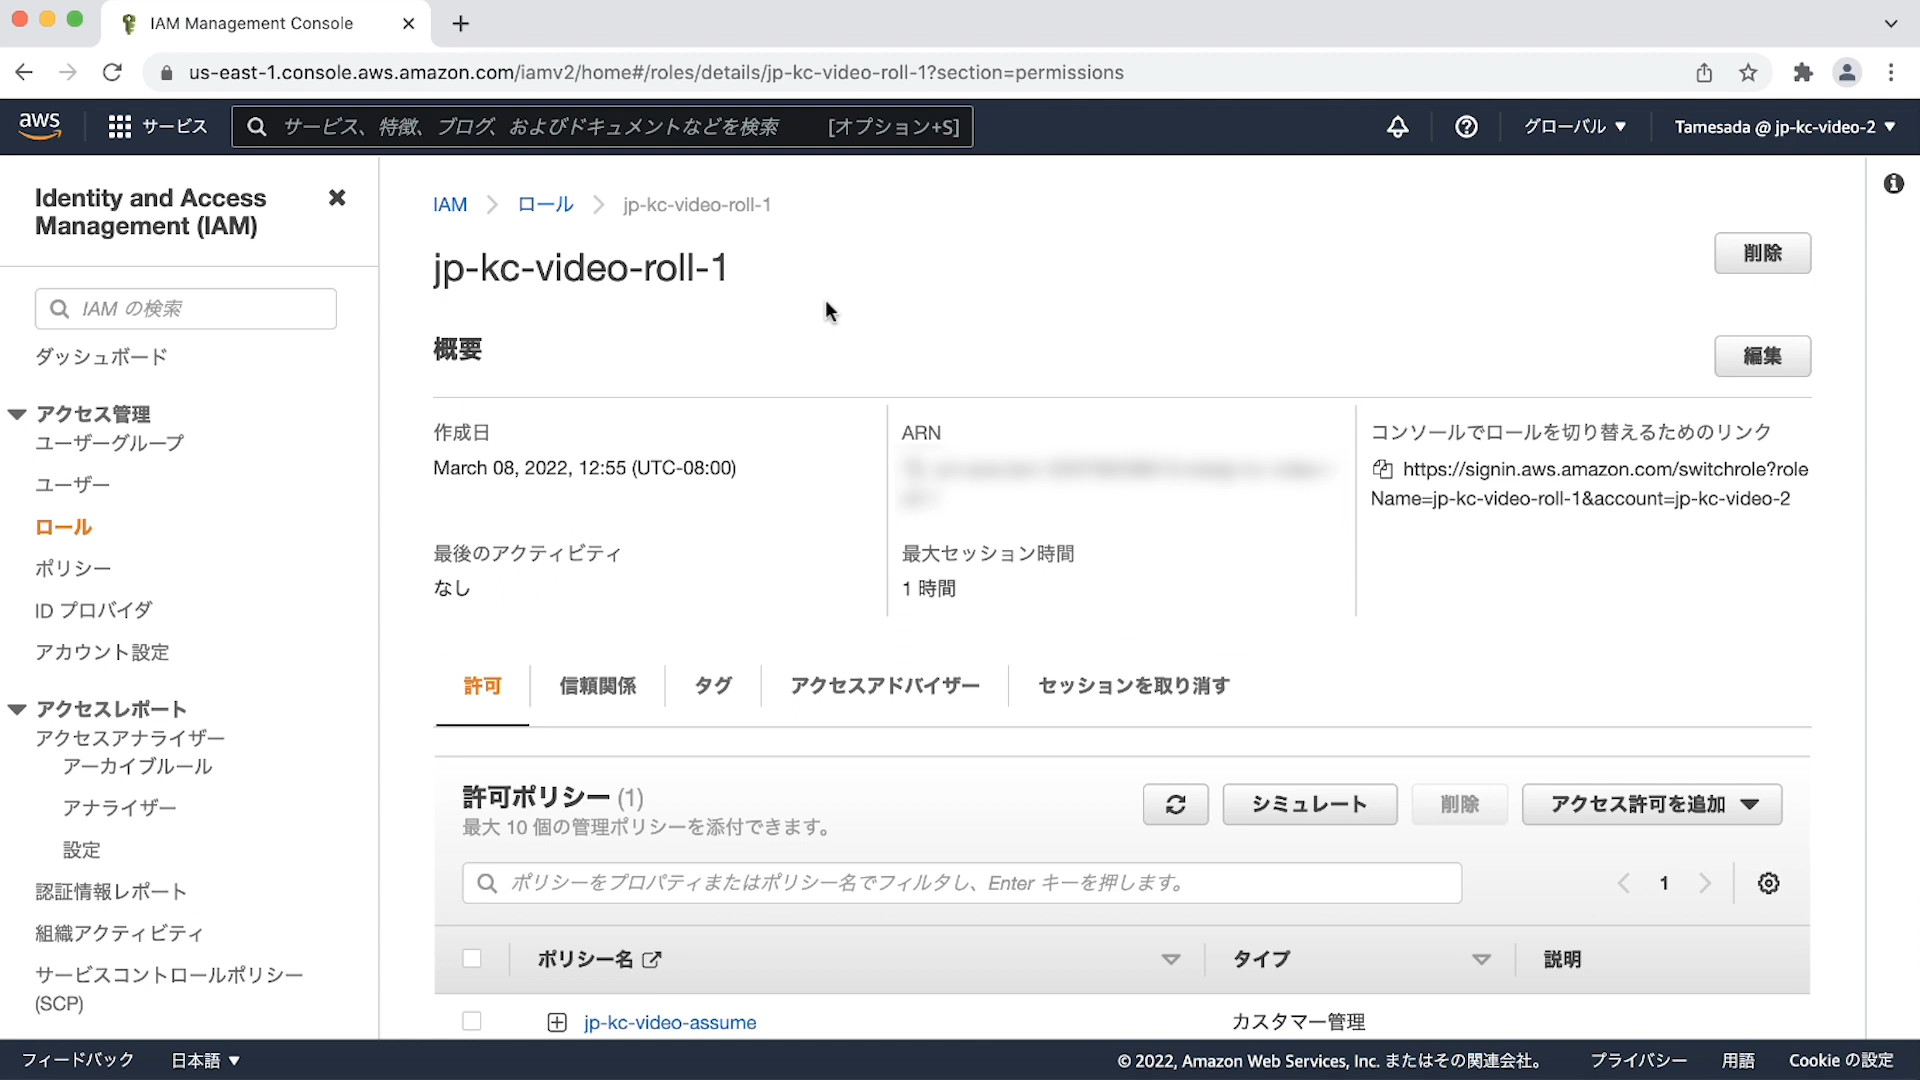 IAM Management Console
us-east-1.console.aws.amazon.com/iamv2/home#/roles/details/jp-kc-video-roll-1?section=permissions
aws
サービス
サービス、特徴、ブログ、およびドキュメントなどを検索
[オプション+S]
グローバル ▼
Tamesada @ jp-kc-video-2 ▼
Identity and Access
Management (IAM)
IAM の検索
ダッシュボード
アクセス管理
ユーザーグループ
ユーザー
ロール
ポリシー
ID プロバイダ
アカウント設定
アクセスレポート
アクセスアナライザー
アーカイブルール
アナライザー
設定
認証情報レポート
組織アクティビティ
サービスコントロールポリシー
(SCP)
IAM
ロール
jp-kc-video-roll-1
jp-kc-video-roll-1
削除
概要
編集
作成日
March 08, 2022, 12:55 (UTC-08:00)
ARN
コンソールでロールを切り替えるためのリンク
https://signin.aws.amazon.com/switchrole?role
Name=jp-kc-video-roll-1&account=jp-kc-video-2
最後のアクティビティ
なし
最大セッション時間
1 時間
許可
信頼関係
タグ
アクセスアドバイザー
セッションを取り消す
許可ポリシー (1)
最大 10 個の管理ポリシーを添付できます。
シミュレート
削除
アクセス許可を追加
ポリシーをプロパティまたはポリシー名でフィルタし、Enter キーを押します。
1
ポリシー名
タイプ
説明
jp-kc-video-assume
カスタマー管理
フィードバック
日本語 ▼
© 2022, Amazon Web Services, Inc. またはその関連会社。
プライバシー
用語
Cookie の設定